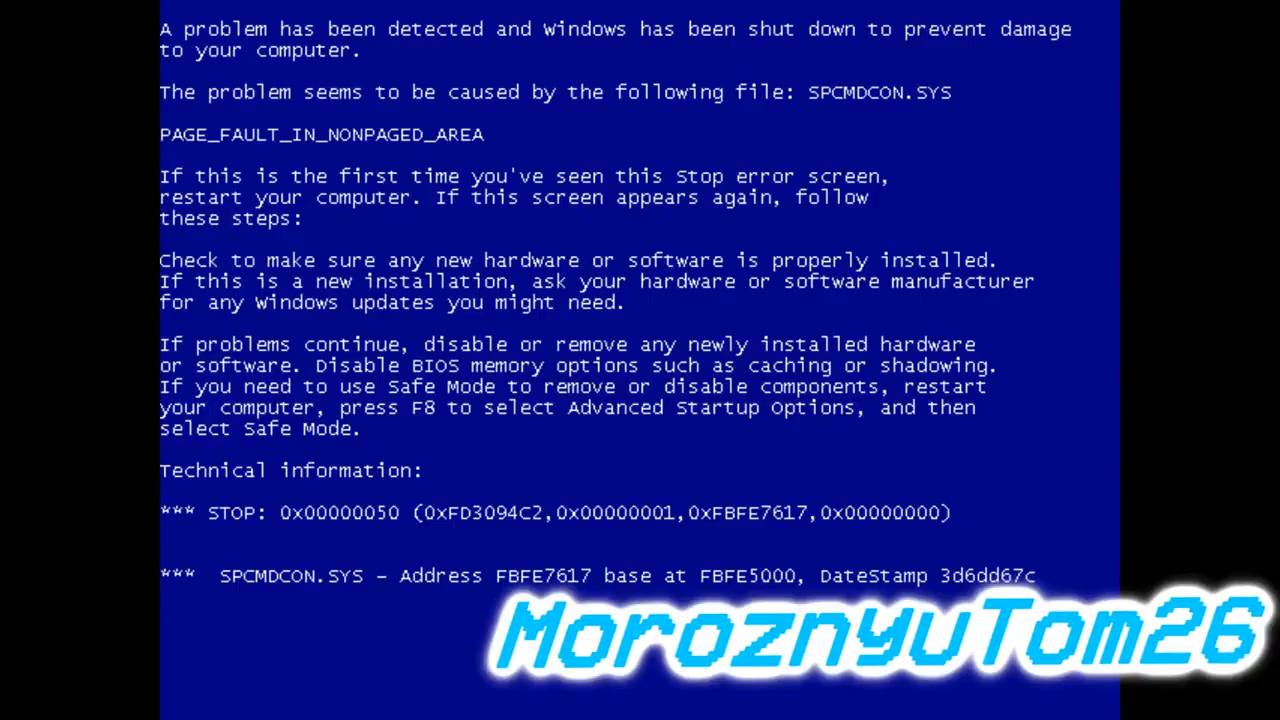 A problem has been detected and Windows has been shut down to prevent damage
to your computer.
The problem seems to be caused by the following file: SPCMDCON.SYS
PAGE_FAULT_IN_NONPAGED_AREA
If this is the first time you've seen this Stop error screen,
restart your computer. If this screen appears again, follow
these steps:
Check to make sure any new hardware or software is properly installed.
If this is a new installation, ask your hardware or software manufacturer
for any Windows updates you might need.
If problems continue, disable or remove any newly installed hardware
or software. Disable BIOS memory options such as caching or shadowing.
If you need to use Safe Mode to remove or disable components, restart
your computer, press F8 to select Advanced Startup Options, and then
select Safe Mode.
Technical information:
*** STOP: 0x00000050 (0xFD3094C2,0x00000001,0xFBFE7617,0x00000000)
*** SPCMDCON.SYS - Address FBFE7617 base at FBFE5000, DateStamp 3d6dd67c
MoroznyuTom26